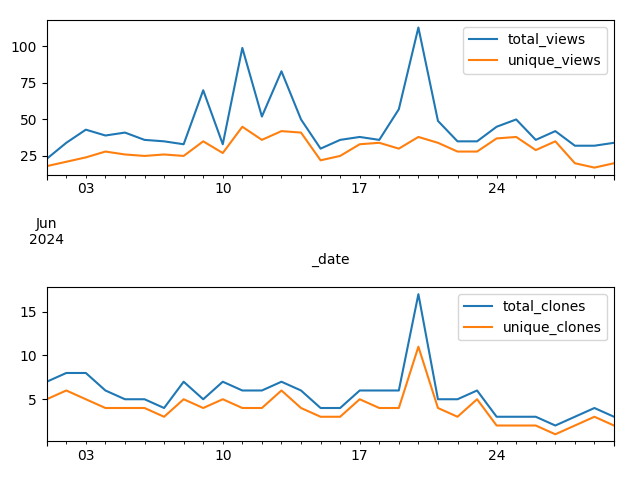 100
75
50
25
total_views
unique_views
03
10
17
24
Jun
2024
_date
15
10
5
total_clones
unique_clones
03
10
17
24